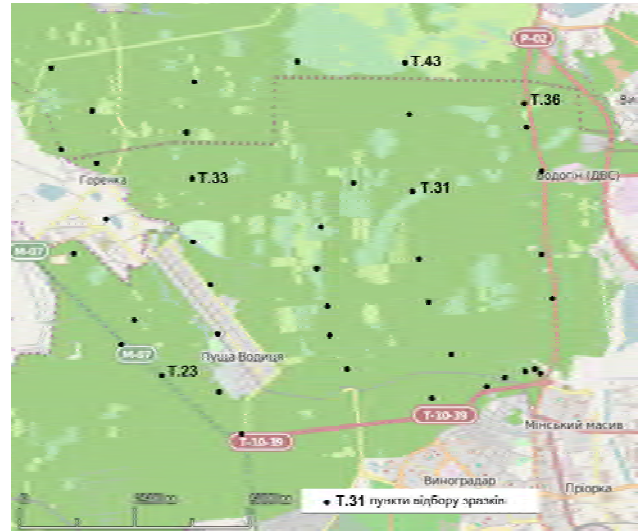 Т.43
Р-02
Т.36
Ви
Горенка
Т.33
Т.31
Водогін (ДВС)
М-07
М-07
Пуща Водиця
Т.23
Т-10-39
Т-10-39
Мінський масив
Виноградар
Пріорка
Т.31 пункти відбору зразків